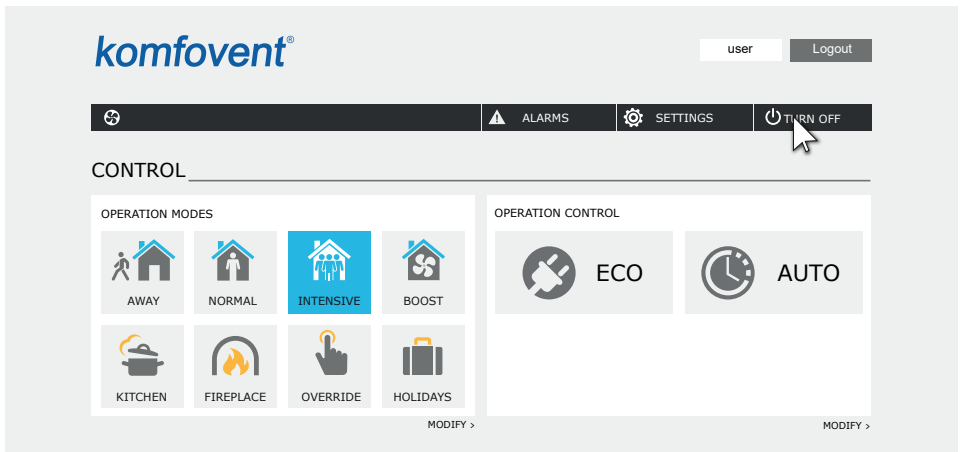 komfovent®
user Logout
ALARMS SETTINGS TURN OFF
CONTROL
OPERATION MODES
AWAY NORMAL INTENSIVE BOOST
KITCHEN FIREPLACE OVERRIDE HOLIDAYS
MODIFY >
OPERATION CONTROL
ECO AUTO
MODIFY >